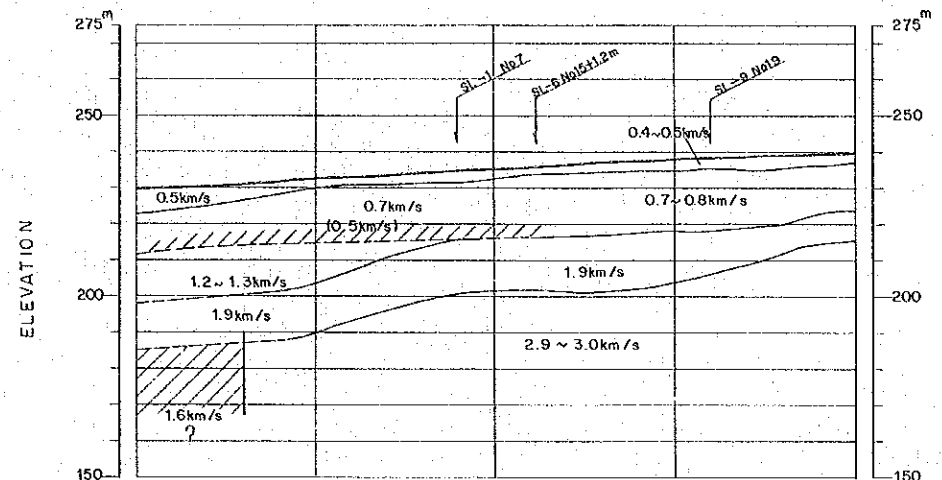 275m
275m
SL-1 No7
SL-6 No15+1.2m
SL-9 No19
250
250
0.4~0.5km/s
0.5km/s
0.7km/s
0.7~0.8km/s
(0.5km/s)
ELEVATION
1.2~1.3km/s
1.9km/s
200
200
1.9km/s
2.9~3.0km/s
1.6km/s
?
150
150